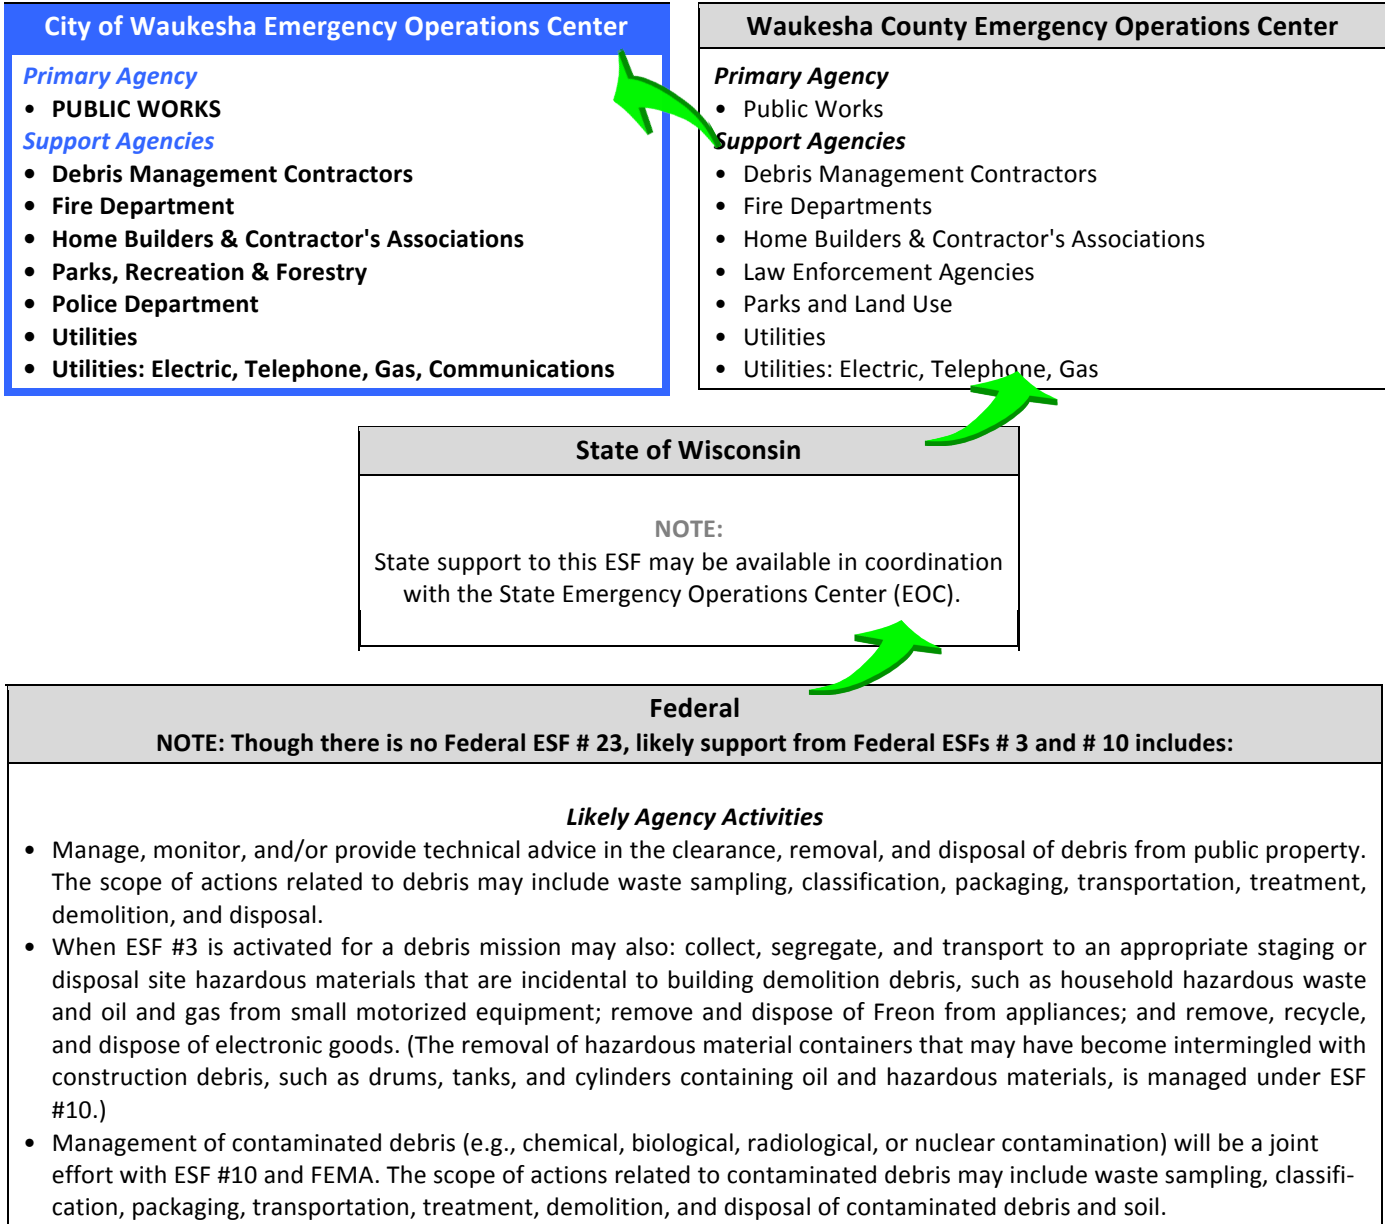 City of Waukesha Emergency Operations Center
Primary Agency
• PUBLIC WORKS
Support Agencies
• Debris Management Contractors
• Fire Department
• Home Builders & Contractor's Associations
• Parks, Recreation & Forestry
• Police Department
• Utilities
• Utilities: Electric, Telephone, Gas, Communications
Waukesha County Emergency Operations Center
Primary Agency
• Public Works
Support Agencies
• Debris Management Contractors
• Fire Departments
• Home Builders & Contractor's Associations
• Law Enforcement Agencies
• Parks and Land Use
• Utilities
• Utilities: Electric, Telephone, Gas
State of Wisconsin
NOTE:
State support to this ESF may be available in coordination
with the State Emergency Operations Center (EOC).
Federal
NOTE: Though there is no Federal ESF # 23, likely support from Federal ESFs # 3 and # 10 includes:
Likely Agency Activities
• Manage, monitor, and/or provide technical advice in the clearance, removal, and disposal of debris from public property.
The scope of actions related to debris may include waste sampling, classification, packaging, transportation, treatment,
demolition, and disposal.
• When ESF #3 is activated for a debris mission may also: collect, segregate, and transport to an appropriate staging or
disposal site hazardous materials that are incidental to building demolition debris, such as household hazardous waste
and oil and gas from small motorized equipment; remove and dispose of Freon from appliances; and remove, recycle,
and dispose of electronic goods. (The removal of hazardous material containers that may have become intermingled with
construction debris, such as drums, tanks, and cylinders containing oil and hazardous materials, is managed under ESF
#10.)
• Management of contaminated debris (e.g., chemical, biological, radiological, or nuclear contamination) will be a joint
effort with ESF #10 and FEMA. The scope of actions related to contaminated debris may include waste sampling, classifi-
cation, packaging, transportation, treatment, demolition, and disposal of contaminated debris and soil.